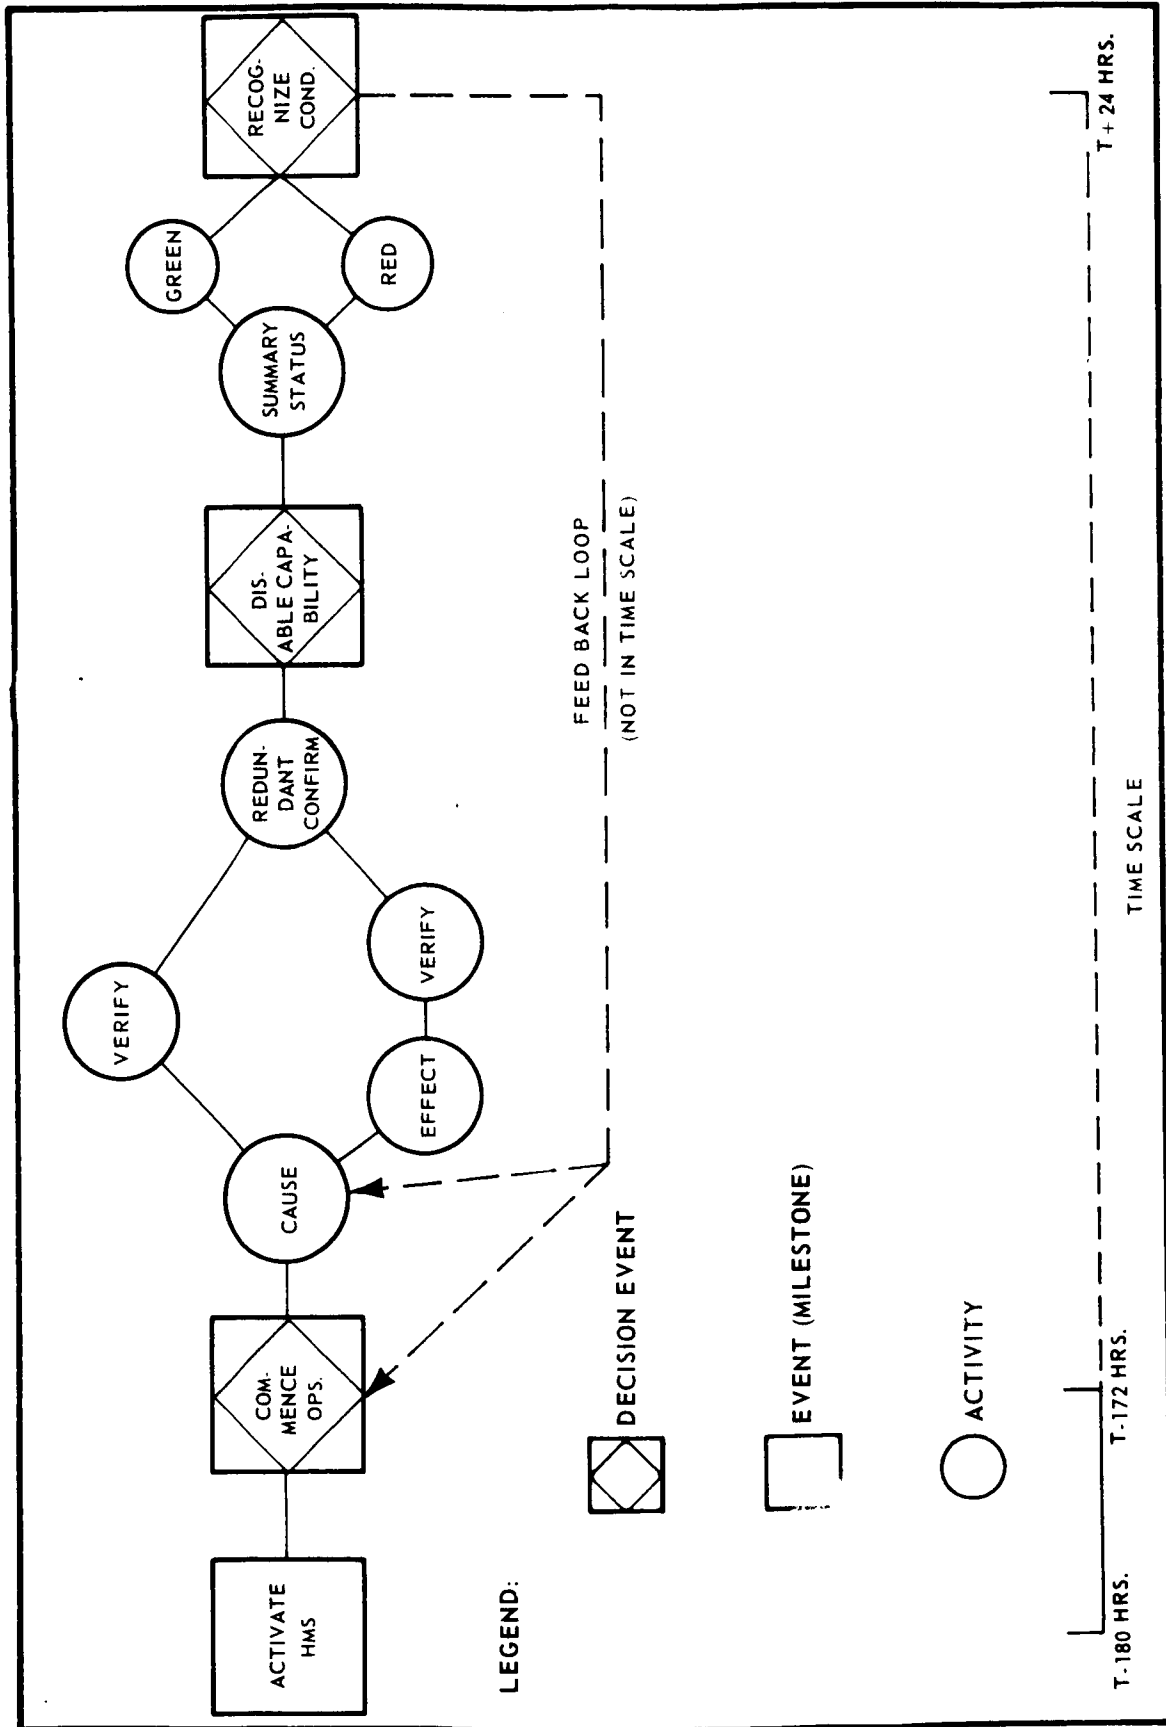 ACTIVATE
HMS
COM-
MENCE
OPS.
CAUSE
VERIFY
EFFECT
VERIFY
REDUN-
DANT
CONFIRM
DIS-
ABLE CAPA-
BILITY
SUMMARY
STATUS
GREEN
RED
RECOG-
NIZE
COND.
FEED BACK LOOP
(NOT IN TIME SCALE)
LEGEND:
DECISION EVENT
EVENT (MILESTONE)
ACTIVITY
T-180 HRS.
T-172 HRS.
T+24 HRS.
TIME SCALE